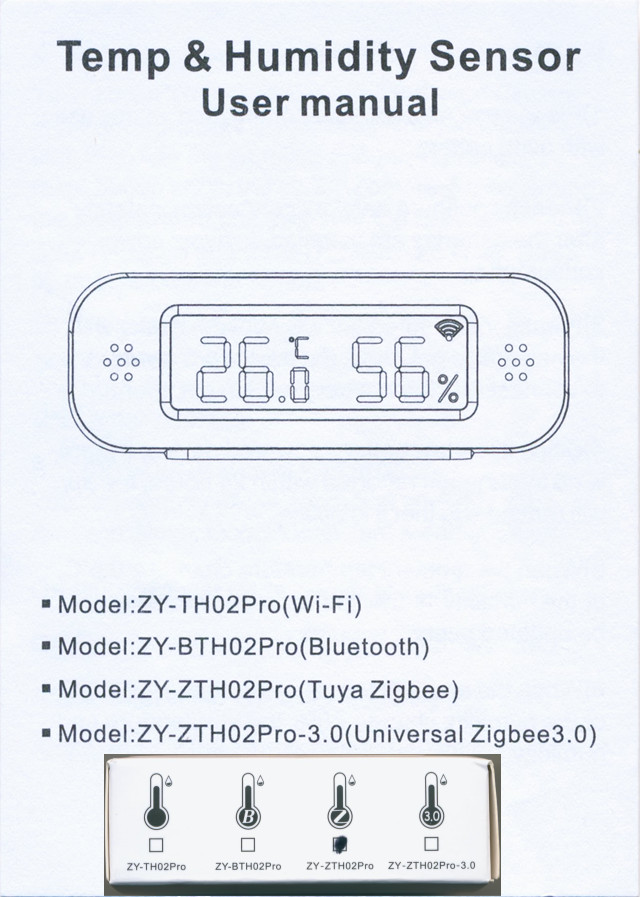 Temp & Humidity Sensor
User manual
26.0 ℃ 56 %
▪ Model:ZY-TH02Pro(Wi-Fi)
▪ Model:ZY-BTH02Pro(Bluetooth)
▪ Model:ZY-ZTH02Pro(Tuya Zigbee)
▪ Model:ZY-ZTH02Pro-3.0(Universal Zigbee3.0)
B Z 3.0
ZY-TH02Pro ZY-BTH02Pro ZY-ZTH02Pro ZY-ZTH02Pro-3.0